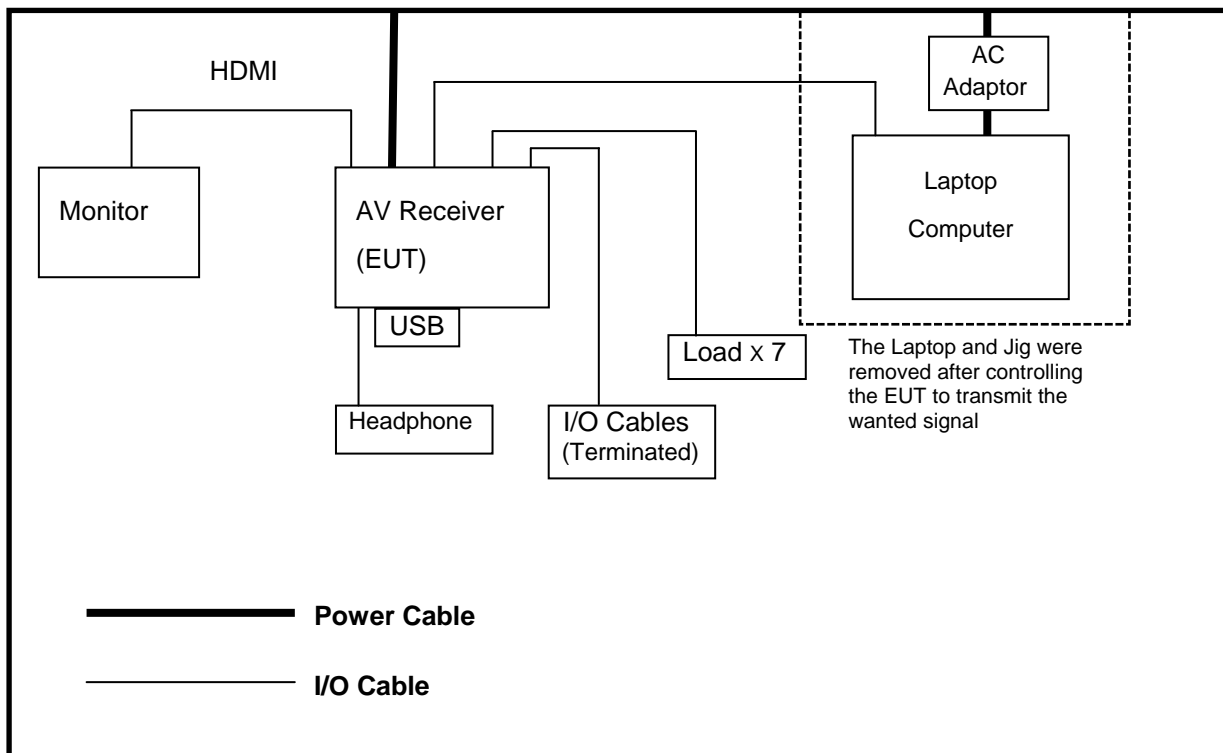 HDMI
AC
Adaptor
Monitor
AV Receiver
(EUT)
Laptop
Computer
USB
Load x 7
Headphone
I/O Cables
(Terminated)
The Laptop and Jig were
removed after controlling
the EUT to transmit the
wanted signal
Power Cable
I/O Cable